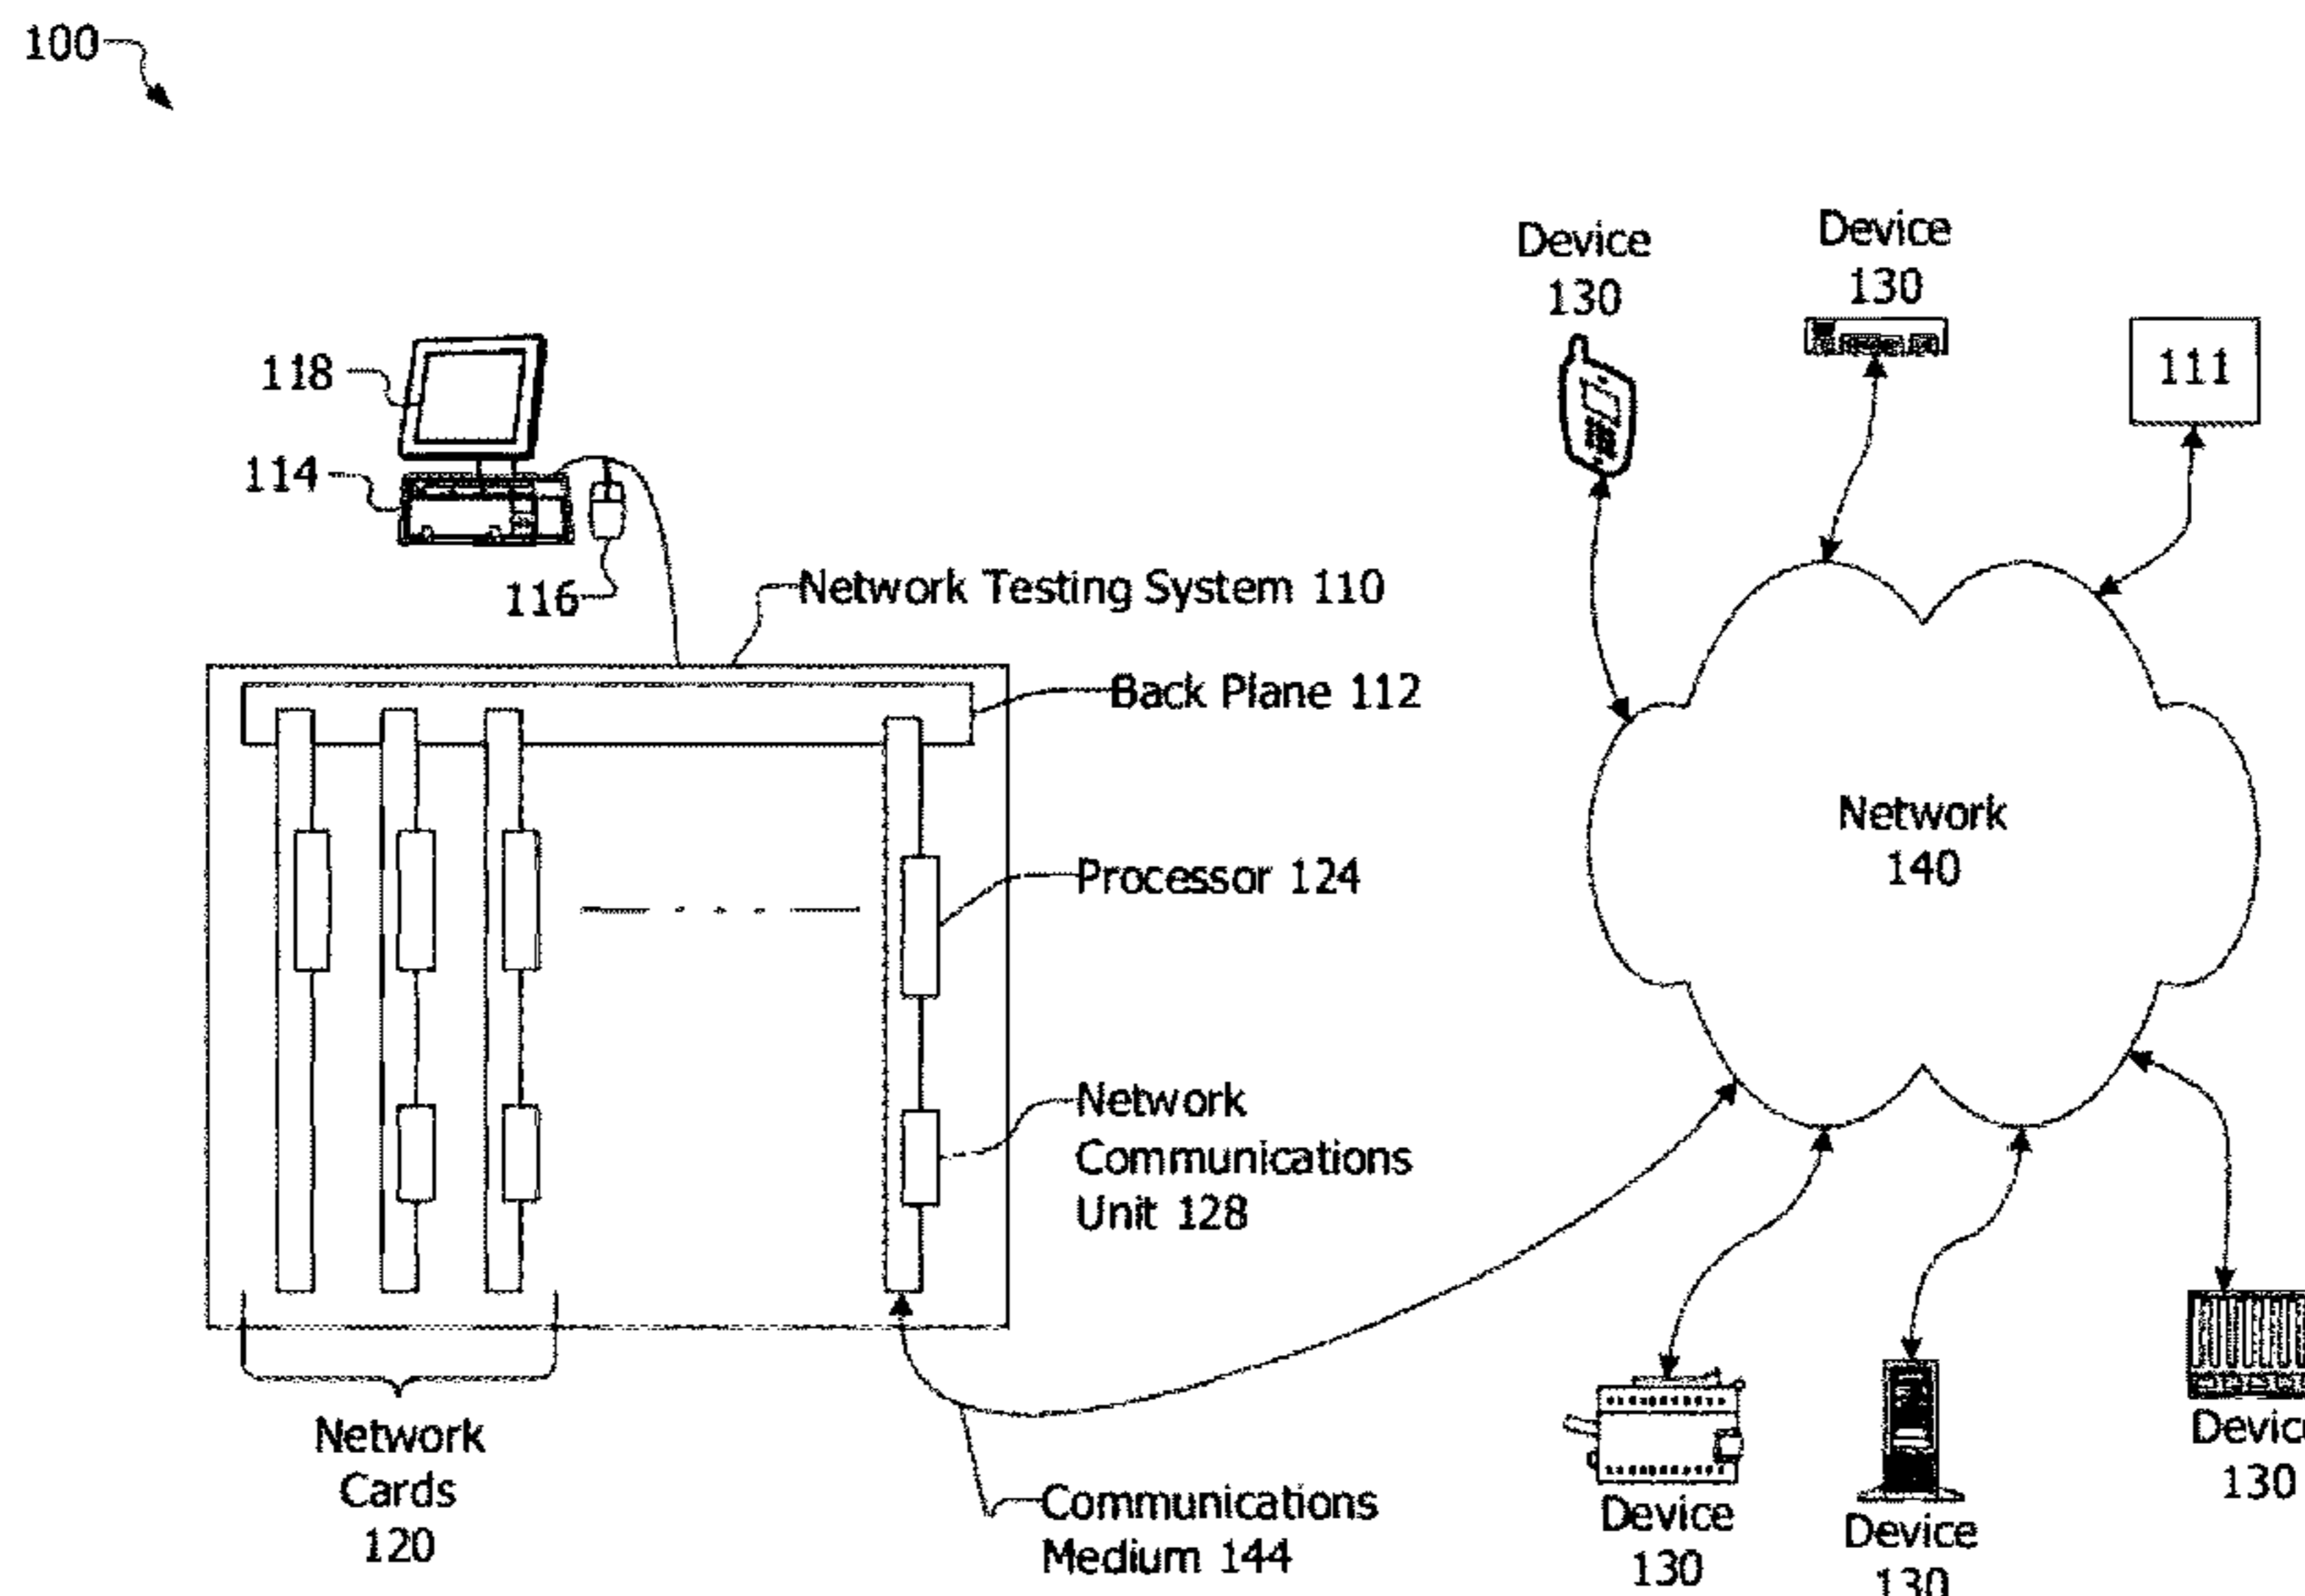 100
Device
130
Device
130
111
118
114
116
Network Testing System 110
Back Plane 112
Processor 124
Network
140
Network
Communications
Unit 128
Network
Cards
120
Communications
Medium 144
Device
130
Device
130
Devic
130